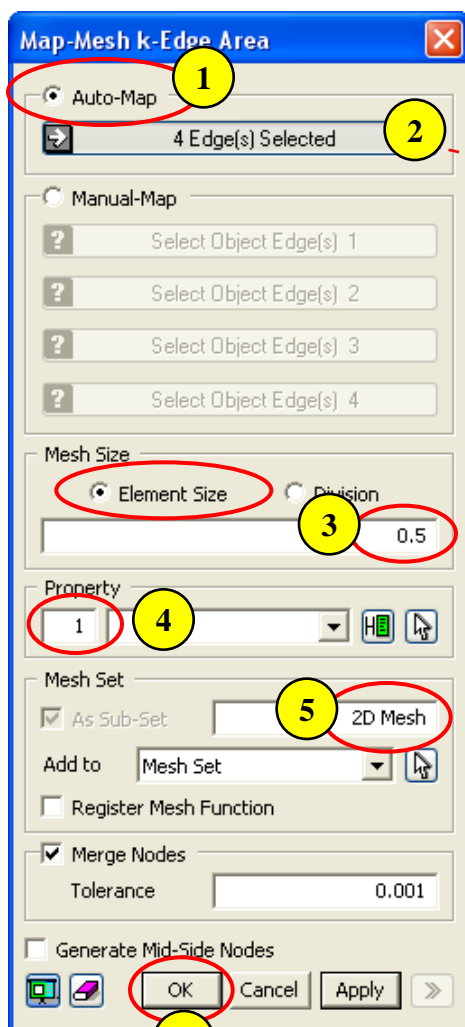 Map-Mesh k-Edge Area
1
Auto-Map
4 Edge(s) Selected
2
Manual-Map
? Select Object Edge(s) 1
? Select Object Edge(s) 2
? Select Object Edge(s) 3
? Select Object Edge(s) 4
Mesh Size
Element Size Division
3
0.5
Property
1
4
Mesh Set
As Sub-Set
5
2D Mesh
Add to Mesh Set
Register Mesh Function
Merge Nodes
Tolerance 0.001
Generate Mid-Side Nodes
OK Cancel Apply